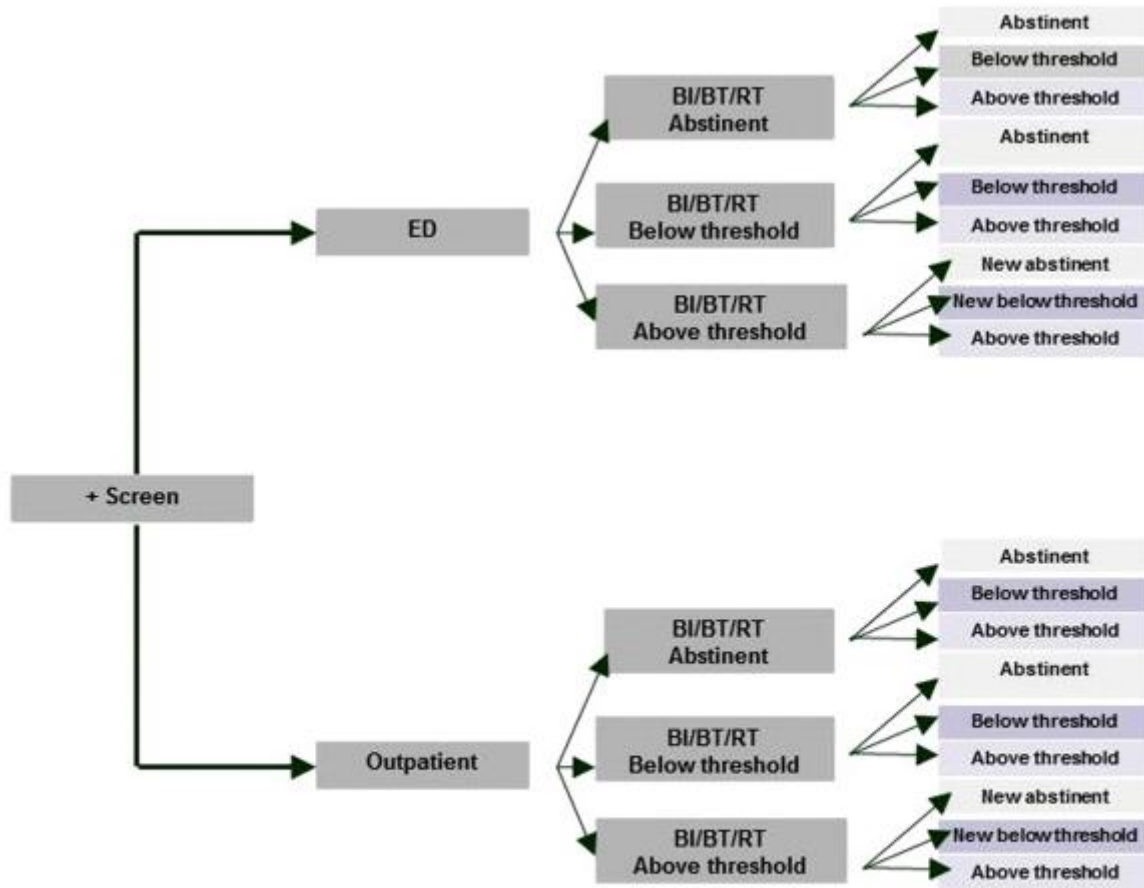 Abstinent
Below threshold
Above threshold
BI/BT/RT
Abstinent
Abstinent
Below threshold
Above threshold
BI/BT/RT
Below threshold
ED
New abstinent
New below threshold
Above threshold
BI/BT/RT
Above threshold
+ Screen
Abstinent
Below threshold
Above threshold
BI/BT/RT
Abstinent
Abstinent
Below threshold
Above threshold
BI/BT/RT
Below threshold
Outpatient
New abstinent
New below threshold
Above threshold
BI/BT/RT
Above threshold